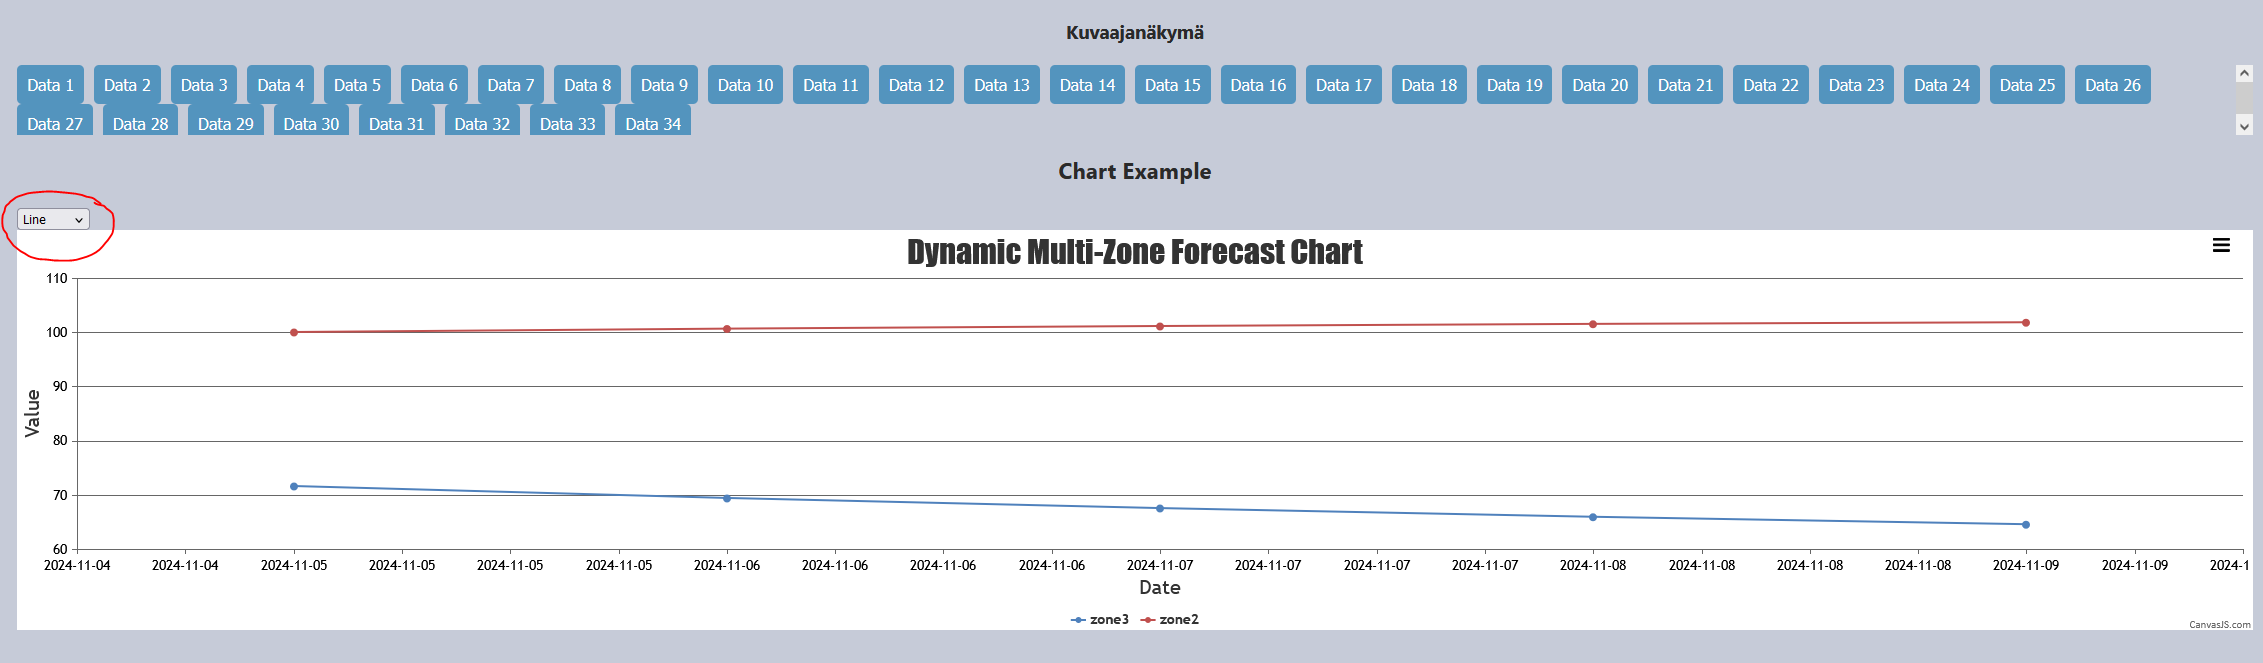 Kuvaajanäkymä
Data 1 Data 2 Data 3 Data 4 Data 5 Data 6 Data 7 Data 8 Data 9 Data 10 Data 11 Data 12 Data 13 Data 14 Data 15 Data 16 Data 17 Data 18 Data 19 Data 20 Data 21 Data 22 Data 23 Data 24 Data 25 Data 26
Data 27 Data 28 Data 29 Data 30 Data 31 Data 32 Data 33 Data 34
Chart Example
Line
Dynamic Multi-Zone Forecast Chart
110
100
90
80
70
60
Value
2024-11-04 2024-11-04 2024-11-05 2024-11-05 2024-11-05 2024-11-05 2024-11-06 2024-11-06 2024-11-06 2024-11-06 2024-11-07 2024-11-07 2024-11-07 2024-11-07 2024-11-08 2024-11-08 2024-11-08 2024-11-08 2024-11-09 2024-11-09 2024-1
Date
zone3 zone2
CanvasJS.com